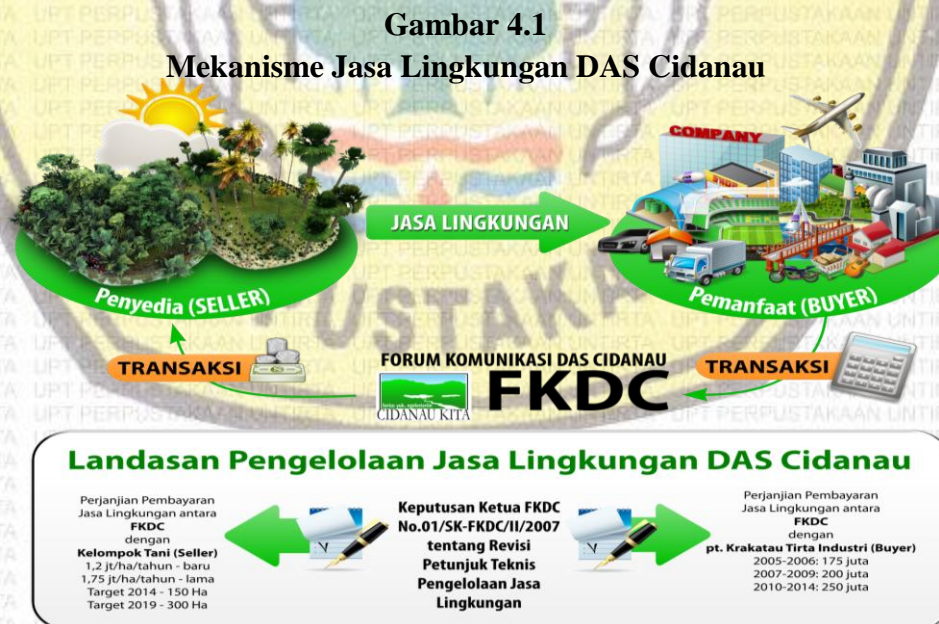 Gambar 4.1
Mekanisme Jasa Lingkungan DAS Cidanau
COMPANY
JASA LINGKUNGAN
Penyedia (SELLER)
Pemanfaat (BUYER)
TRANSAKSI
FORUM KOMUNIKASI DAS CIDANAU
FKDC
CIDANAU KITA
TRANSAKSI
Landasan Pengelolaan Jasa Lingkungan DAS Cidanau
Perjanjian Pembayaran
Jasa Lingkungan antara
FKDC
dengan
Kelompok Tani (Seller)
1,2 jt/ha/tahun - baru
1,75 jt/ha/tahun - lama
Target 2014 - 150 Ha
Target 2019 - 300 Ha
Keputusan Ketua FKDC
No.01/SK-FKDC/II/2007
tentang Revisi
Petunjuk Teknis
Pengelolaan Jasa
Lingkungan
Perjanjian Pembayaran
Jasa Lingkungan antara
FKDC
dengan
pt. Krakatau Tirta Industri (Buyer)
2005-2006: 175 juta
2007-2009: 200 juta
2010-2014: 250 juta
PUSTAKA
UPT PERPUSTAKAAN UNTIRTA